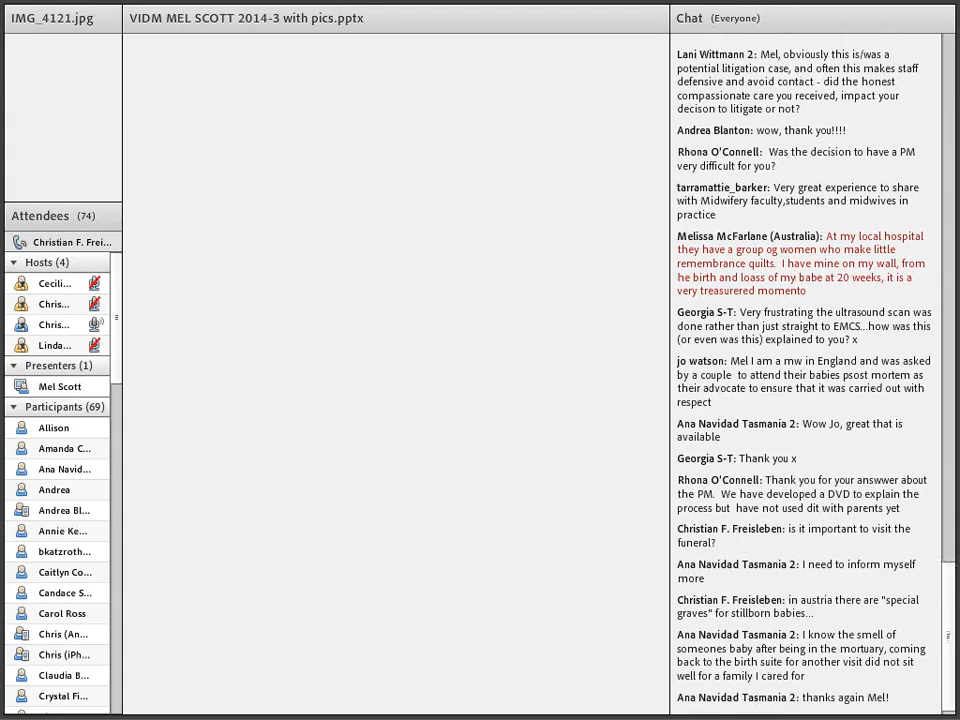 IMG_4121.jpg
VIDM MEL SCOTT 2014-3 with pics.pptx
Attendees (74)
Christian F. Frei...
Hosts (4)
Cecili...
Chris...
Chris...
Linda...
Presenters (1)
Mel Scott
Participants (69)
Allison
Amanda C...
Ana Navid...
Andrea
Andrea Bl...
Annie Ke...
bkatzroth...
Caitlyn Co...
Candace S...
Carol Ross
Chris (An...
Chris (iPh...
Claudia B...
Crystal Fi...
Chat (Everyone)
Lani Wittmann 2: Mel, obviously this is/was a
potential litigation case, and often this makes staff
defensive and avoid contact - did the honest
compassionate care you received, impact your
decison to litigate or not?
Andrea Blanton: wow, thank you!!!!
Rhona O'Connell: Was the decision to have a PM
very difficult for you?
tarramattie_barker: Very great experience to share
with Midwifery faculty,students and midwives in
practice
Melissa McFarlane (Australia): At my local hospital
they have a group og women who make little
remembrance quilts. I have mine on my wall, from
he birth and loass of my babe at 20 weeks, it is a
very treasurered momento
Georgia S-T: Very frustrating the ultrasound scan was
done rather than just straight to EMCS...how was this
(or even was this) explained to you? x
jo watson: Mel I am a mw in England and was asked
by a couple to attend their babies psost mortem as
their advocate to ensure that it was carried out with
respect
Ana Navidad Tasmania 2: Wow Jo, great that is
available
Georgia S-T: Thank you x
Rhona O'Connell: Thank you for your answwer about
the PM. We have developed a DVD to explain the
process but have not used dit with parents yet
Christian F. Freisleben: is it important to visit the
funeral?
Ana Navidad Tasmania 2: I need to inform myself
more
Christian F. Freisleben: in austria there are "special
graves" for stillborn babies...
Ana Navidad Tasmania 2: I know the smell of
someones baby after being in the mortuary, coming
back to the birth suite for another visit did not sit
well for a family I cared for
Ana Navidad Tasmania 2: thanks again Mel!